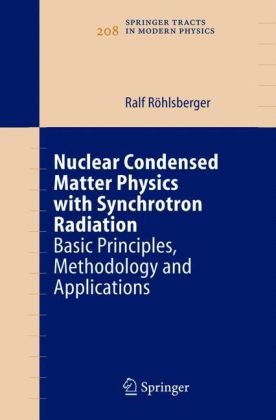 208
SPRINGER TRACTS
IN MODERN PHYSICS
Ralf Röhlsberger
Nuclear Condensed
Matter Physics
with Synchrotron
Radiation
Basic Principles,
Methodology and
Applications
Springer